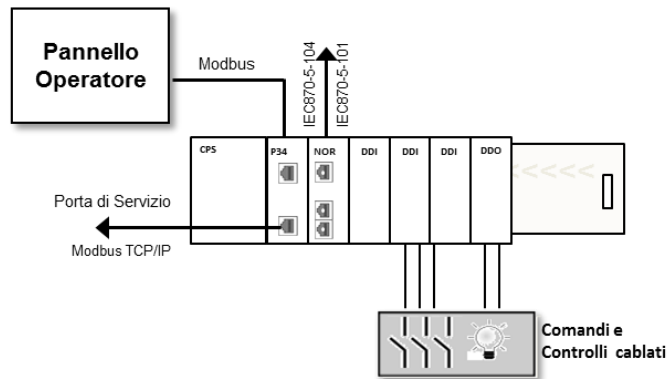 Pannello
Operatore
Modbus
IEC870-5-104
IEC870-5-101
CPS
P34
NOR
DDI
DDI
DDI
DDO
<<<<<
Porta di Servizio
Modbus TCP/IP
Comandi e
Controlli cablati